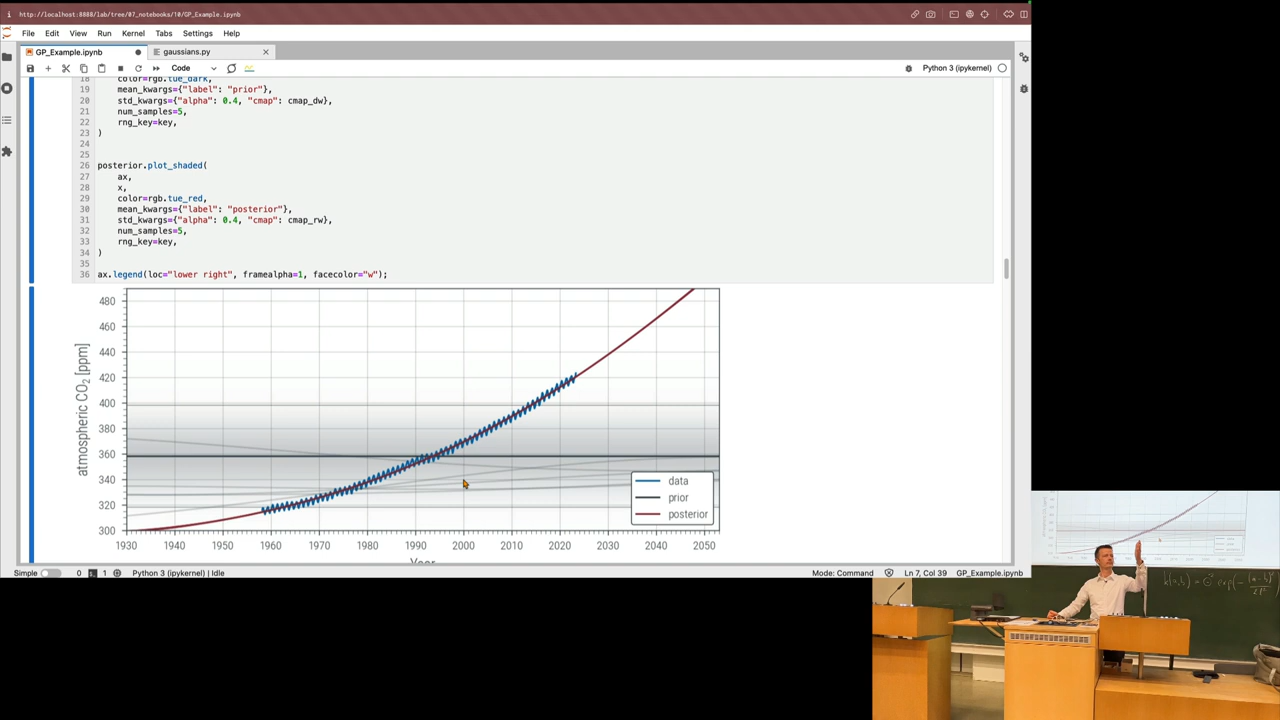 http://localhost:8888/lab/tree/07_notebooks/10/GP_Example.ipynb
File Edit View Run Kernel Tabs Settings Help
GP_Example.ipynb
gaussians.py
Code
Python 3 (ipykernel)
18 color=rgb.tue_dark,
19 mean_kwargs={"label": "prior"},
20 std_kwargs={"alpha": 0.4, "cmap": cmap_dw},
21 num_samples=5,
22 rng_key=key,
23 )
24
25
26 posterior.plot_shaded(
27 ax,
28 x,
29 color=rgb.tue_red,
30 mean_kwargs={"label": "posterior"},
31 std_kwargs={"alpha": 0.4, "cmap": cmap_rw},
32 num_samples=5,
33 rng_key=key,
34 )
35
36 ax.legend(loc="lower right", framealpha=1, facecolor="w");
atmospheric CO₂ [ppm]
480
460
440
420
400
380
360
340
320
300
data
prior
posterior
1930 1940 1950 1960 1970 1980 1990 2000 2010 2020 2030 2040 2050
Year
Simple 0 1 Python 3 (ipykernel) | Idle
Mode: Command Ln 7, Col 39 GP_Example.ipynb